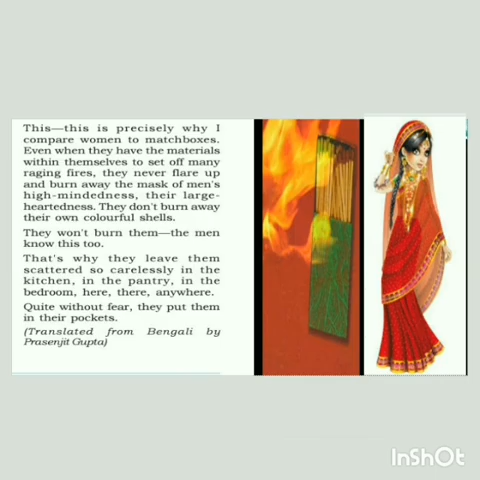 This—this is precisely why I
compare women to matchboxes.
Even when they have the materials
within themselves to set off many
raging fires, they never flare up
and burn away the mask of men's
high-mindedness, their large-
heartedness. They don't burn away
their own colourful shells.
They won't burn them—the men
know this too.
That's why they leave them
scattered so carelessly in the
kitchen, in the pantry, in the
bedroom, here, there, anywhere.
Quite without fear, they put them
in their pockets.
(Translated from Bengali by
Prasenjit Gupta)
InShOt